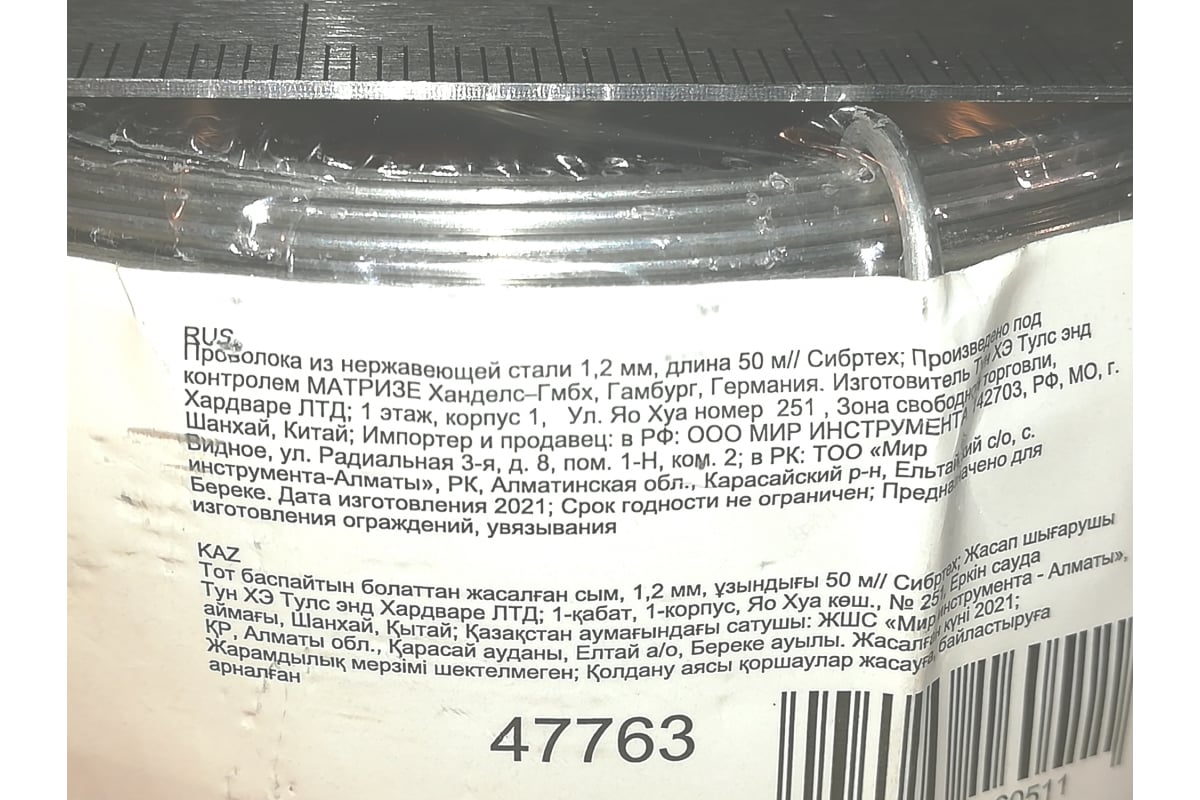 RUS
Проволока из нержавеющей стали 1,2 мм, длина 50 м// Сибртех; Произведено под
контролем МАТРИЗЕ Ханделс–Гмбх, Гамбург, Германия. Изготовитель Тун ХЭ Тулс энд
Хардваре ЛТД; 1 этаж, корпус 1, Ул. Яо Хуа номер 251 , Зона свободной торговли,
Шанхай, Китай; Импортер и продавец: в РФ: ООО МИР ИНСТРУМЕНТА 142703, РФ, МО, г.
Видное, ул. Радиальная 3-я, д. 8, пом. 1-Н, ком. 2; в РК: ТОО «Мир
инструмента-Алматы», РК, Алматинская обл., Карасайский р-н, Ельтайский с/о, с.
Береке. Дата изготовления 2021; Срок годности не ограничен; Предназначено для
изготовления ограждений, увязывания
KAZ
Тот баспайтын болаттан жасалған сым, 1,2 мм, ұзындығы 50 м// Сибртех; Жасап шығарушы
Тун ХЭ Тулс энд Хардваре ЛТД; 1-қабат, 1-корпус, Яо Хуа көш., № 251, Еркін сауда
аймағы, Шанхай, Қытай; Қазақстан аумағындағы сатушы: ЖШС «Мир инструмента - Алматы»,
ҚР, Алматы обл., Қарасай ауданы, Елтай а/о, Береке ауылы. Жасалған күні 2021;
Жарамдылық мерзімі шектелмеген; Қолдану аясы қоршаулар жасауға, байластыруға
арналған
47763